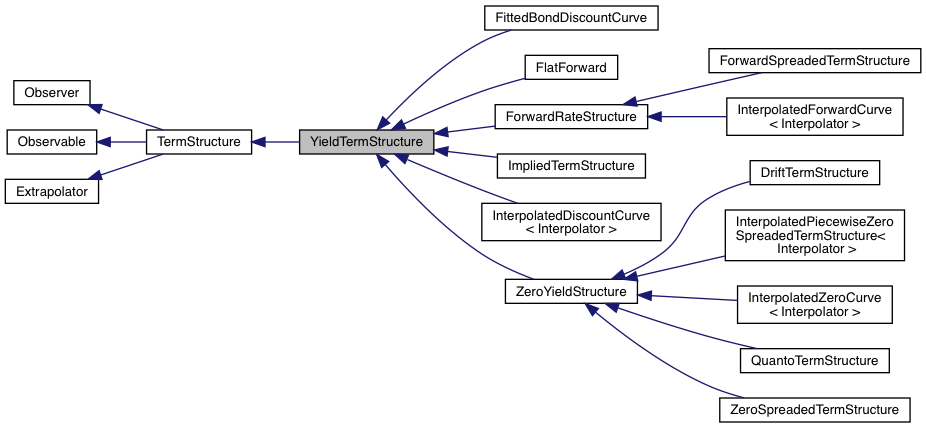 Observer
Observable
Extrapolator
TermStructure
YieldTermStructure
FittedBondDiscountCurve
FlatForward
ForwardRateStructure
ImpliedTermStructure
InterpolatedDiscountCurve
< Interpolator >
ZeroYieldStructure
ForwardSpreadedTermStructure
InterpolatedForwardCurve
< Interpolator >
DriftTermStructure
InterpolatedPiecewiseZero
SpreadedTermStructure<
Interpolator >
InterpolatedZeroCurve
< Interpolator >
QuantoTermStructure
ZeroSpreadedTermStructure